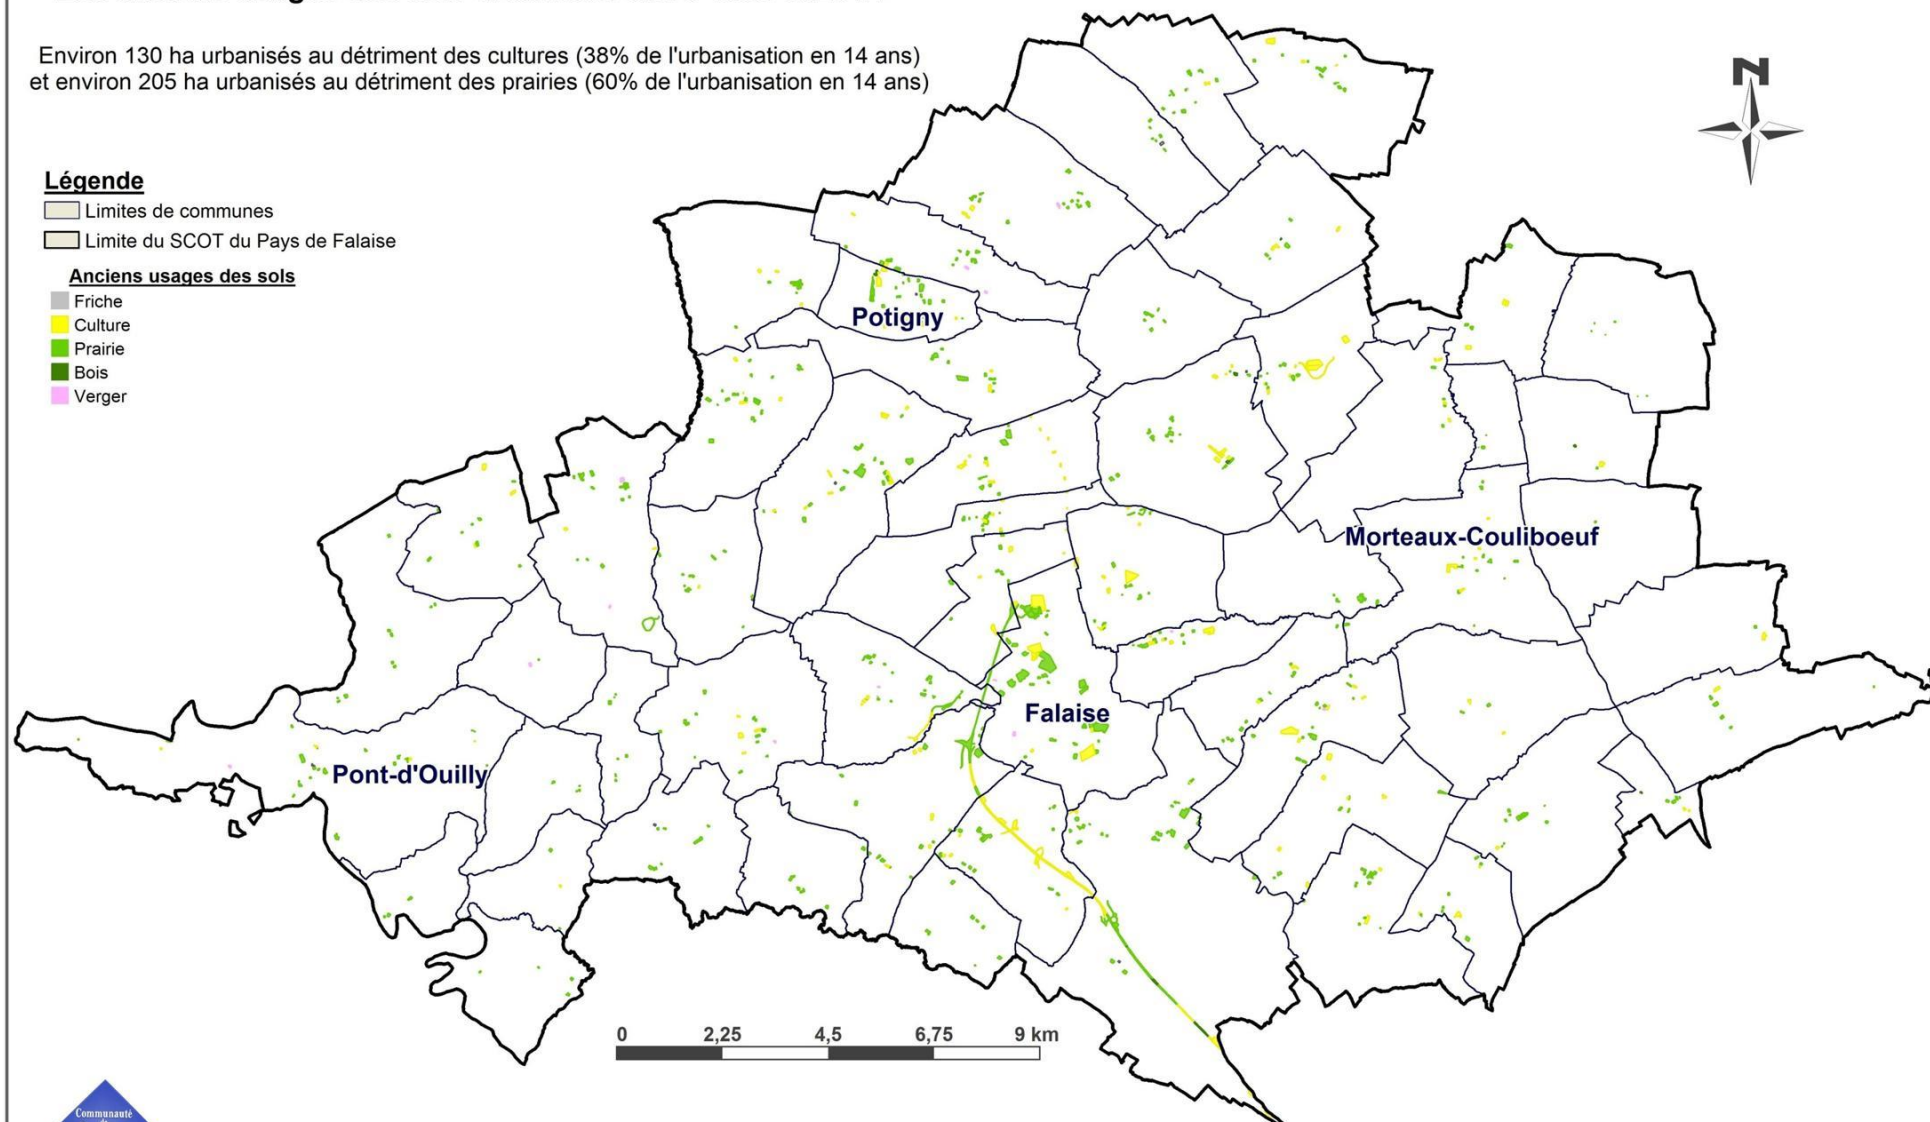 Environ 130 ha urbanisés au détriment des cultures (38% de l'urbanisation en 14 ans)
et environ 205 ha urbanisés au détriment des prairies (60% de l'urbanisation en 14 ans)
N
Légende
Limites de communes
Limite du SCOT du Pays de Falaise
Anciens usages des sols
Friche
Culture
Prairie
Bois
Verger
Potigny
Morteaux-Couliboeuf
Falaise
Pont-d'Ouilly
0 2,25 4,5 6,75 9 km
Communauté
de